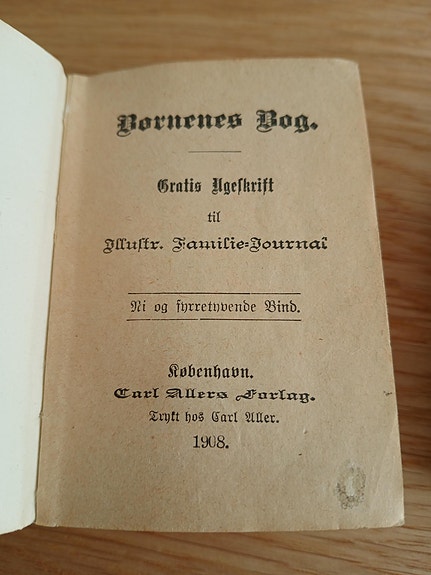 Børnenes Bog.
Gratis Ugeskrift
til
Illustr. Familie-Journal
Ni og fyrretyvende Bind.
København.
Carl Allers Forlag.
Trykt hos Carl Aller.
1908.